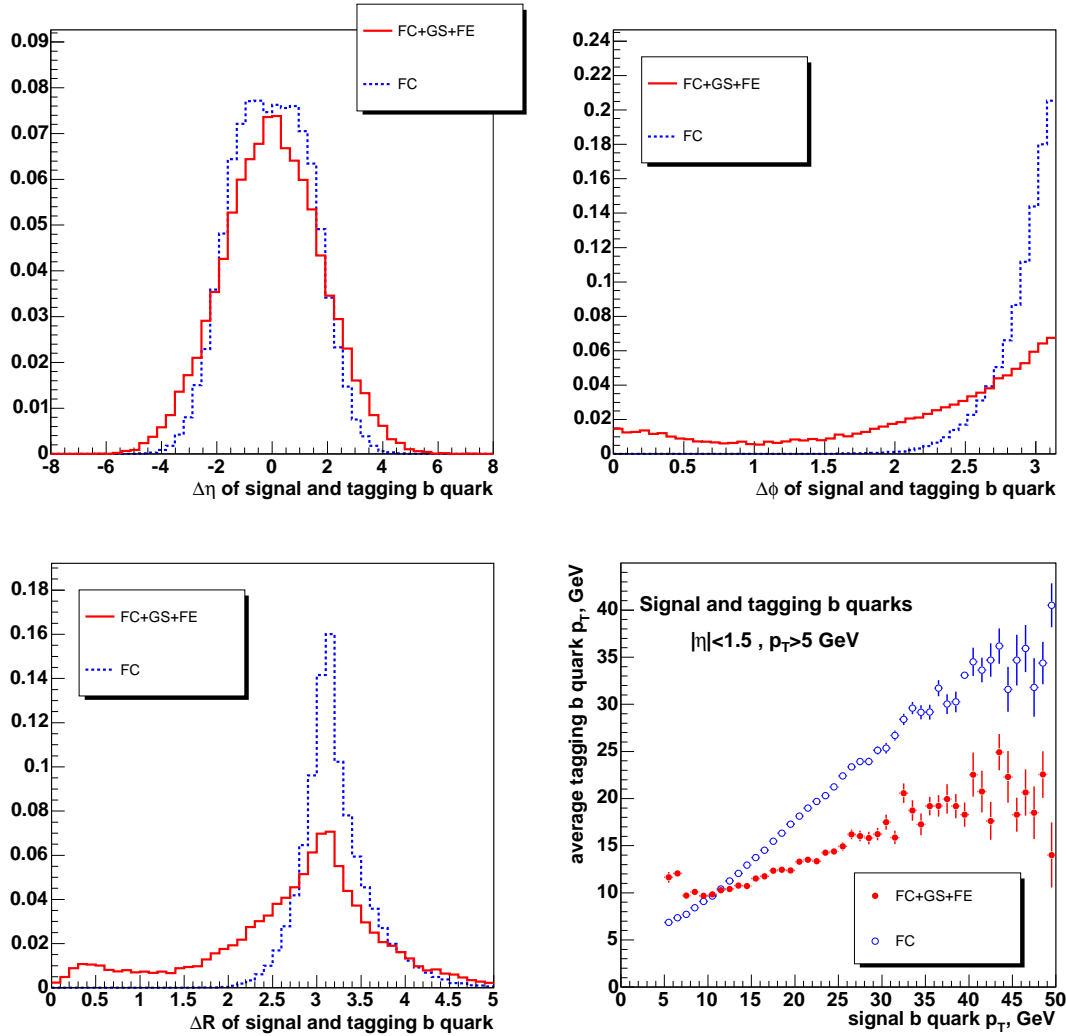 FC+GS+FE
FC
0.09
0.08
0.07
0.06
0.05
0.04
0.03
0.02
0.01
0
-8 -6 -4 -2 0 2 4 6 8
Δη of signal and tagging b quark
0.24
0.22
0.2
0.18
0.16
0.14
0.12
0.1
0.08
0.06
0.04
0.02
0
FC+GS+FE
FC
0 0.5 1 1.5 2 2.5 3
Δϕ of signal and tagging b quark
0.18
0.16
0.14
0.12
0.1
0.08
0.06
0.04
0.02
0
FC+GS+FE
FC
0 0.5 1 1.5 2 2.5 3 3.5 4 4.5 5
ΔR of signal and tagging b quark
average tagging b quark p_T, GeV
40
35
30
25
20
15
10
5
0
Signal and tagging b quarks
|η|<1.5 , p_T>5 GeV
FC+GS+FE
FC
0 5 10 15 20 25 30 35 40 45 50
signal b quark p_T, GeV